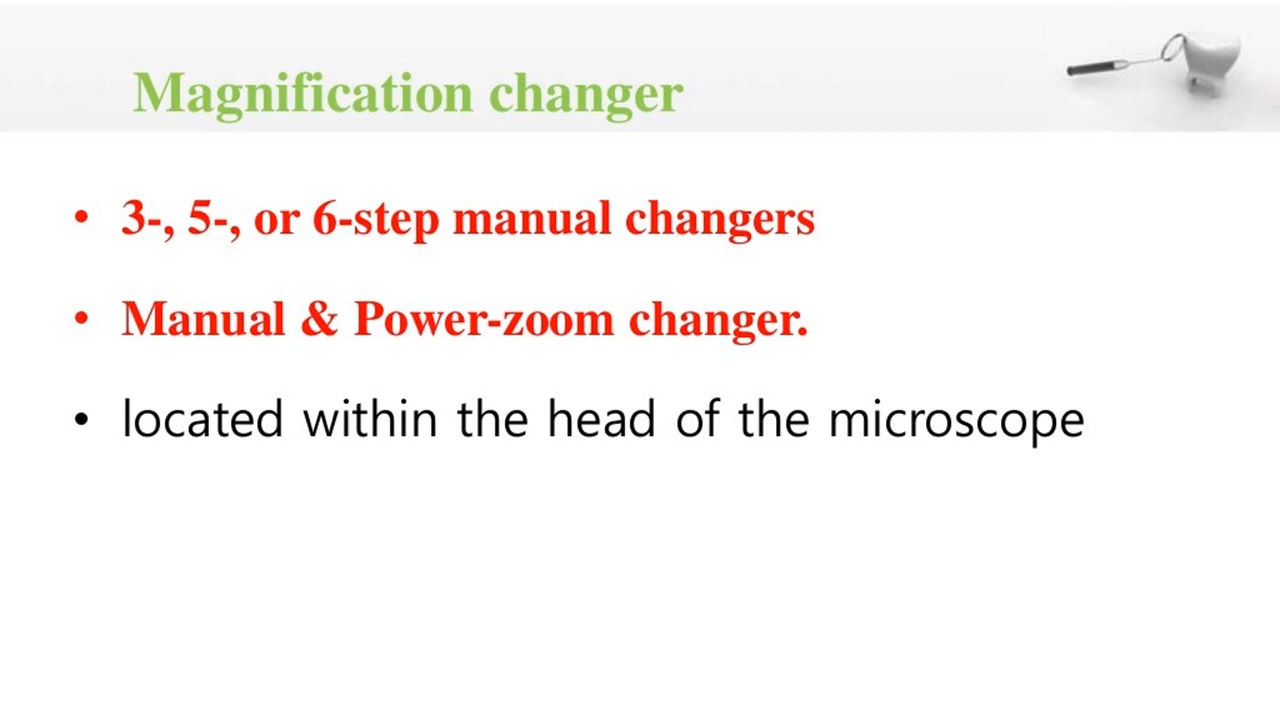 Magnification changer
• 3-, 5-, or 6-step manual changers
• Manual & Power-zoom changer.
• located within the head of the microscope